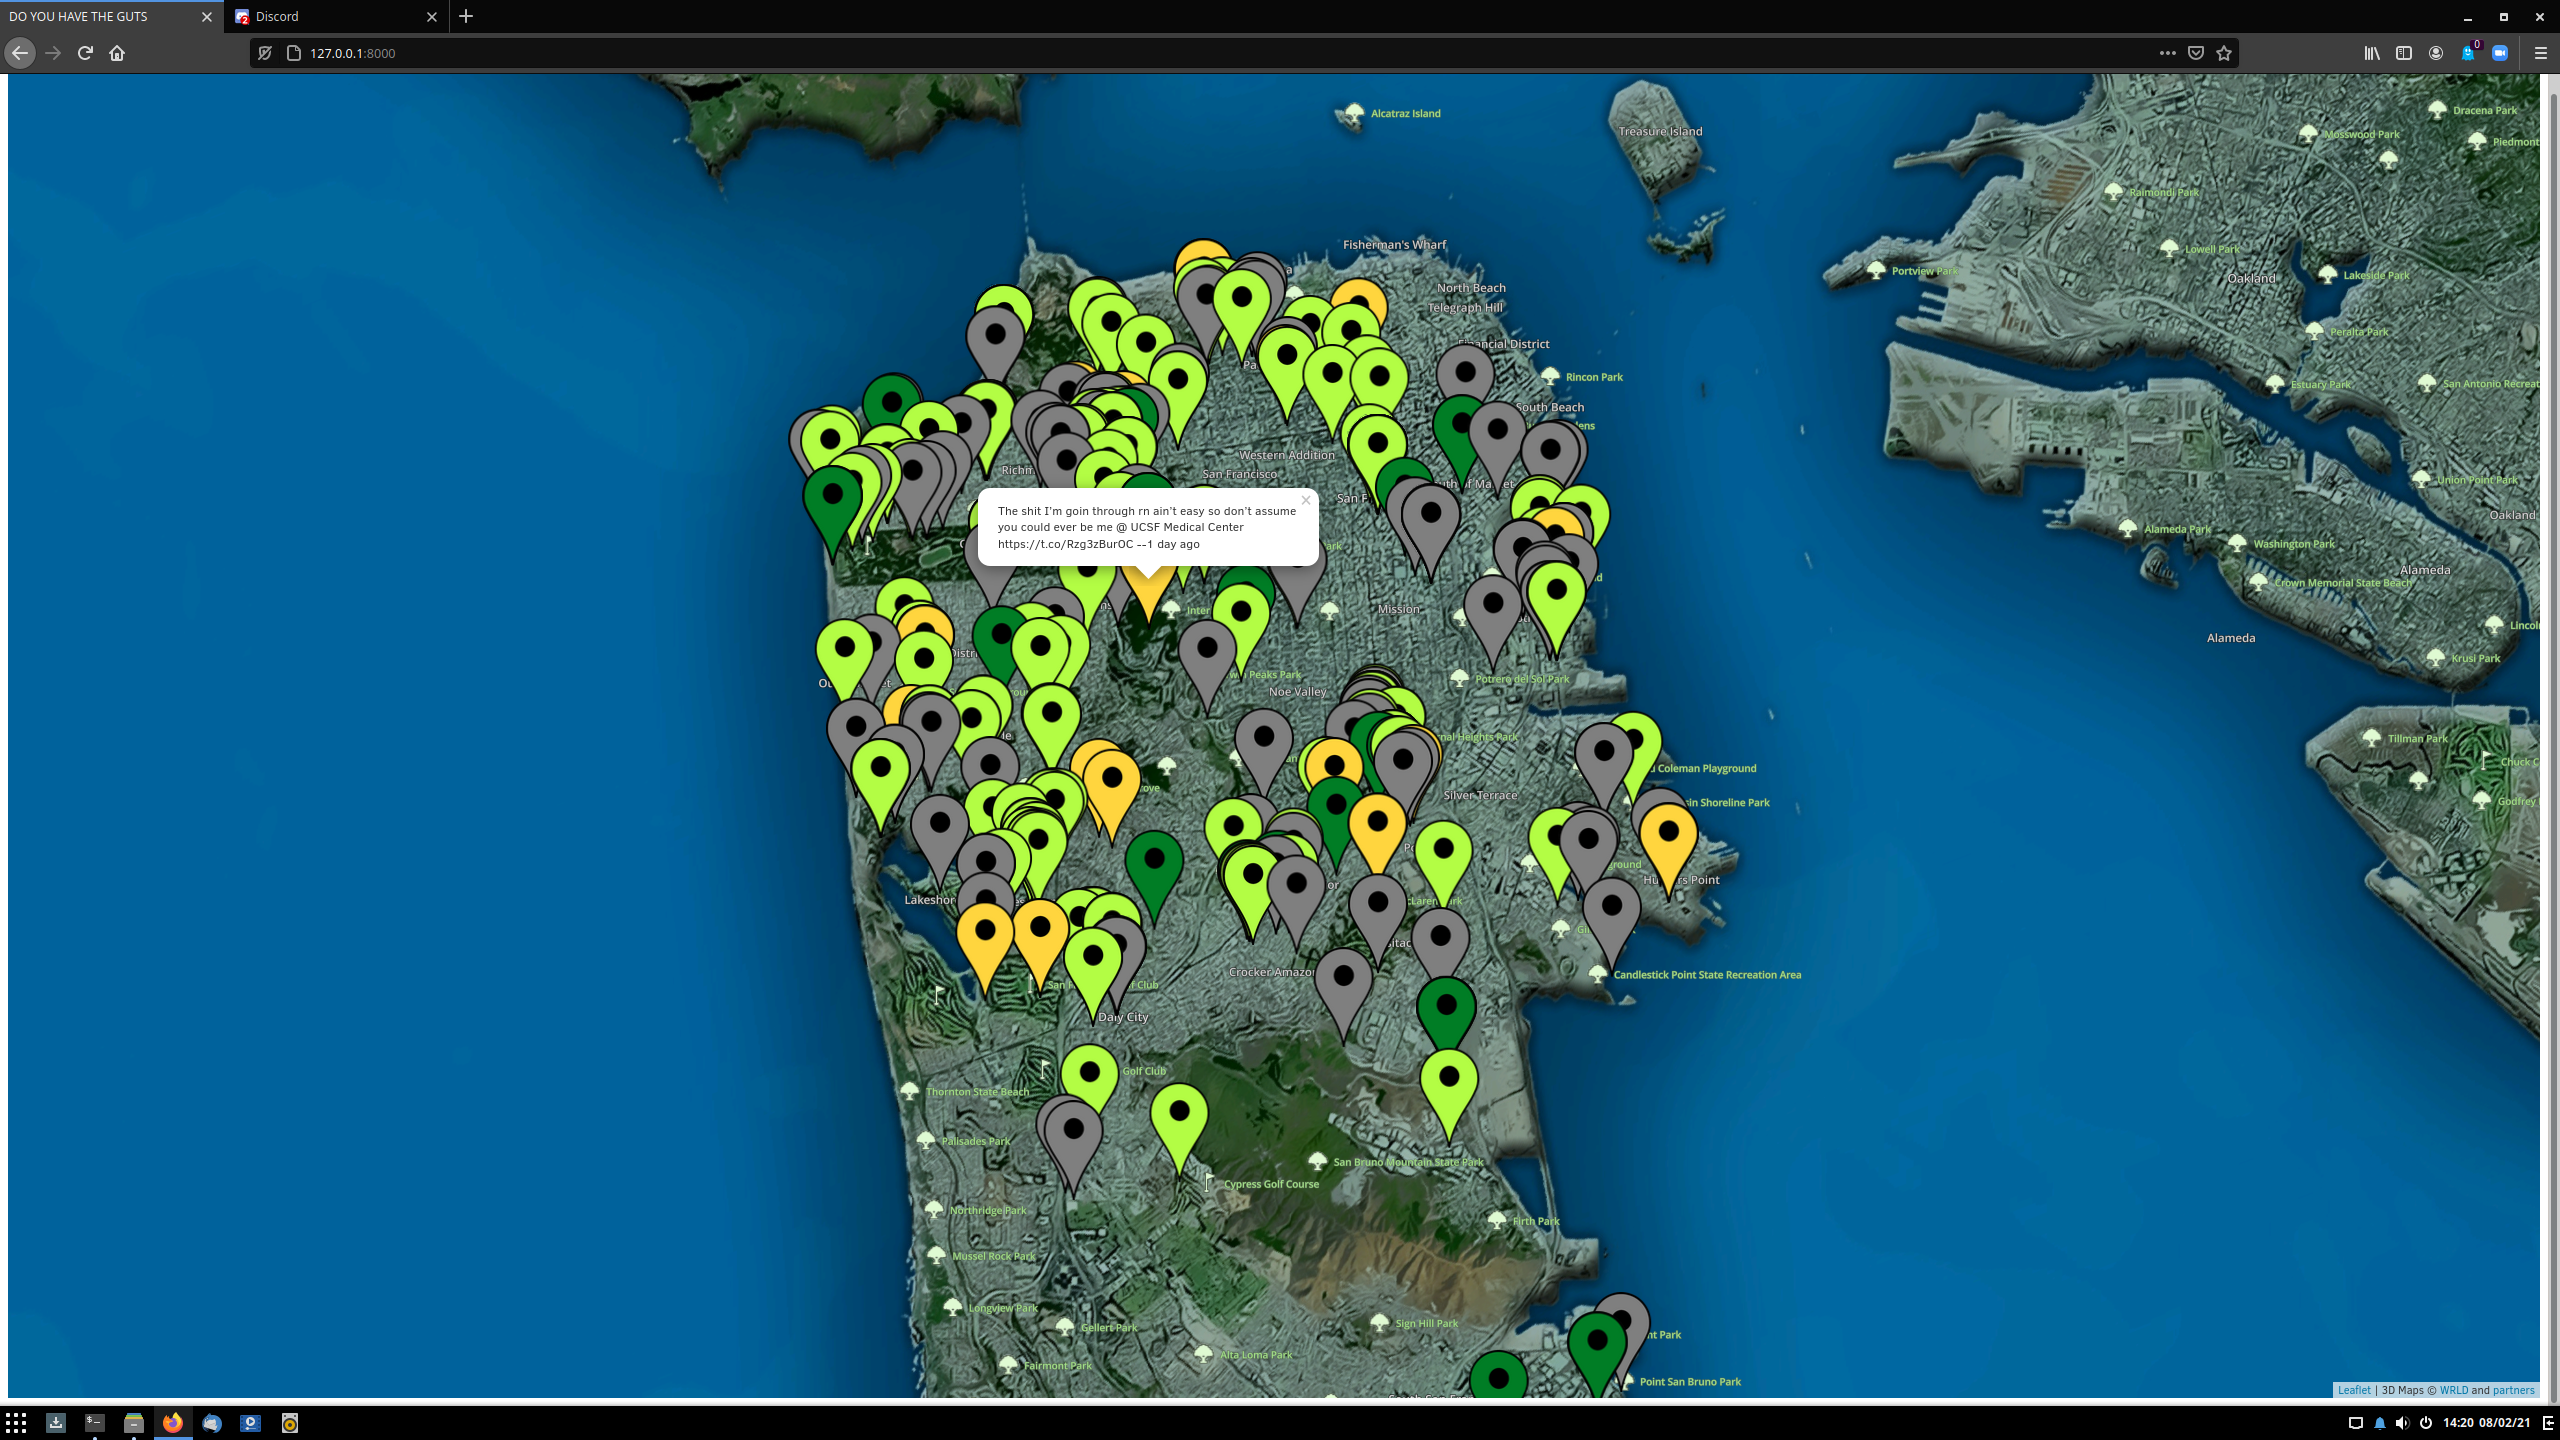 DO YOU HAVE THE GUTS
Discord
127.0.0.1:8000
0
Alcatraz Island
Treasure Island
Dracena Park
Mosswood Park
Piedmont
Raimondi Park
Fisherman's Wharf
Lowell Park
Portview Park
Oakland
Lakeside Park
North Beach
Telegraph Hill
Peralta Park
Financial District
Rincon Park
Estuary Park
San Antonio Recreat
South Beach
Western Addition
San Francisco
Union Point Park
The shit I'm goin through rn ain't easy so don't assume
you could ever be me @ UCSF Medical Center
https://t.co/Rzg3zBurOC --1 day ago
Oakland
Alameda Park
Washington Park
Alameda
Crown Memorial State Beach
Mission
Lincol
Alameda
Krusi Park
Potrero del Sol Park
Noe Valley
Tillman Park
Chuck C
Coleman Playground
Silver Terrace
Shoreline Park
Godfrey
Crocker Amazon
Candlestick Point State Recreation Area
Daly City
Golf Club
Thornton State Beach
Palisades Park
San Bruno Mountain State Park
Cypress Golf Course
Northridge Park
Firth Park
Mussel Rock Park
Longview Park
Gellert Park
Sign Hill Park
Alta Loma Park
Fairmont Park
Point San Bruno Park
Leaflet | 3D Maps © WRLD and partners
14:20 08/02/21